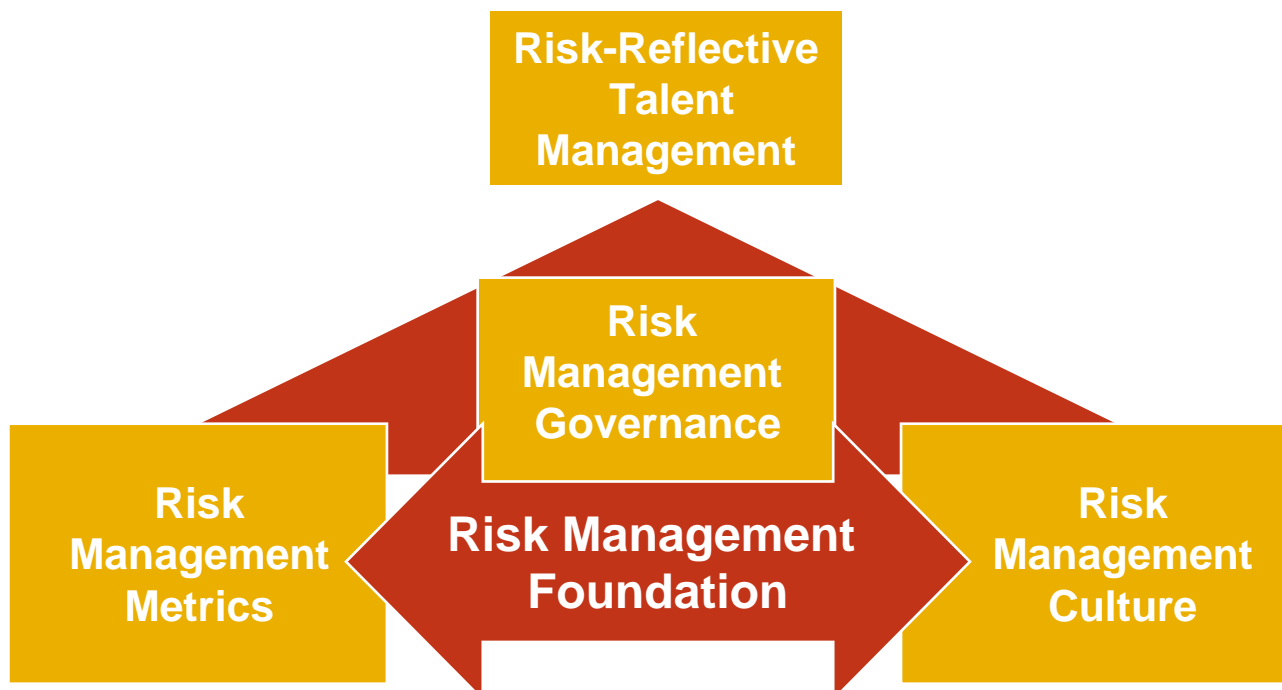 Risk-Reflective
Talent
Management
Risk
Management
Governance
Risk
Management
Metrics
Risk Management
Foundation
Risk
Management
Culture